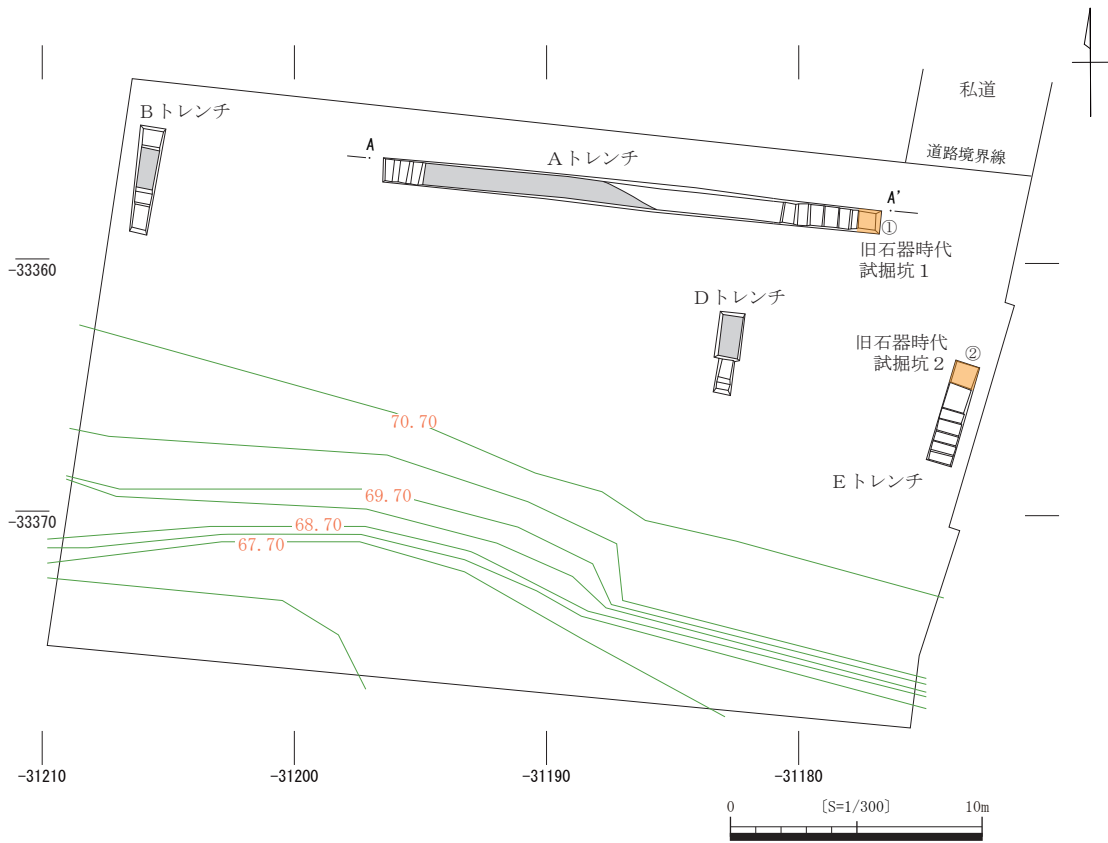 私道
道路境界線
Bトレンチ
A
Aトレンチ
A'
①
旧石器時代
試掘坑1
-33360
Dトレンチ
旧石器時代
試掘坑2
②
70.70
Eトレンチ
69.70
-33370
68.70
67.70
-31210
-31200
-31190
-31180
0
[S=1/300]
10m